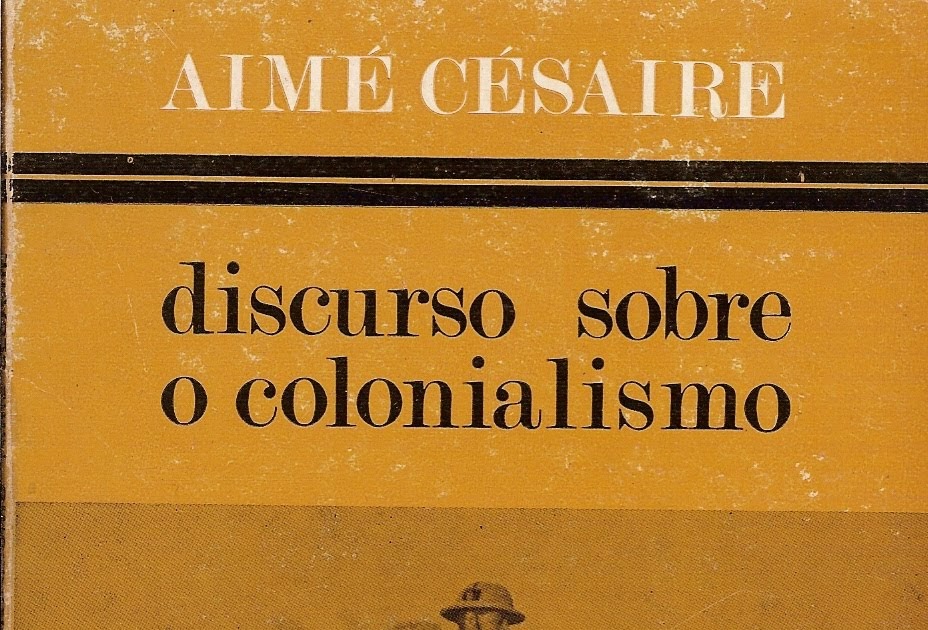 AIMÉ CÉSAIRE
discurso sobre
o colonialismo